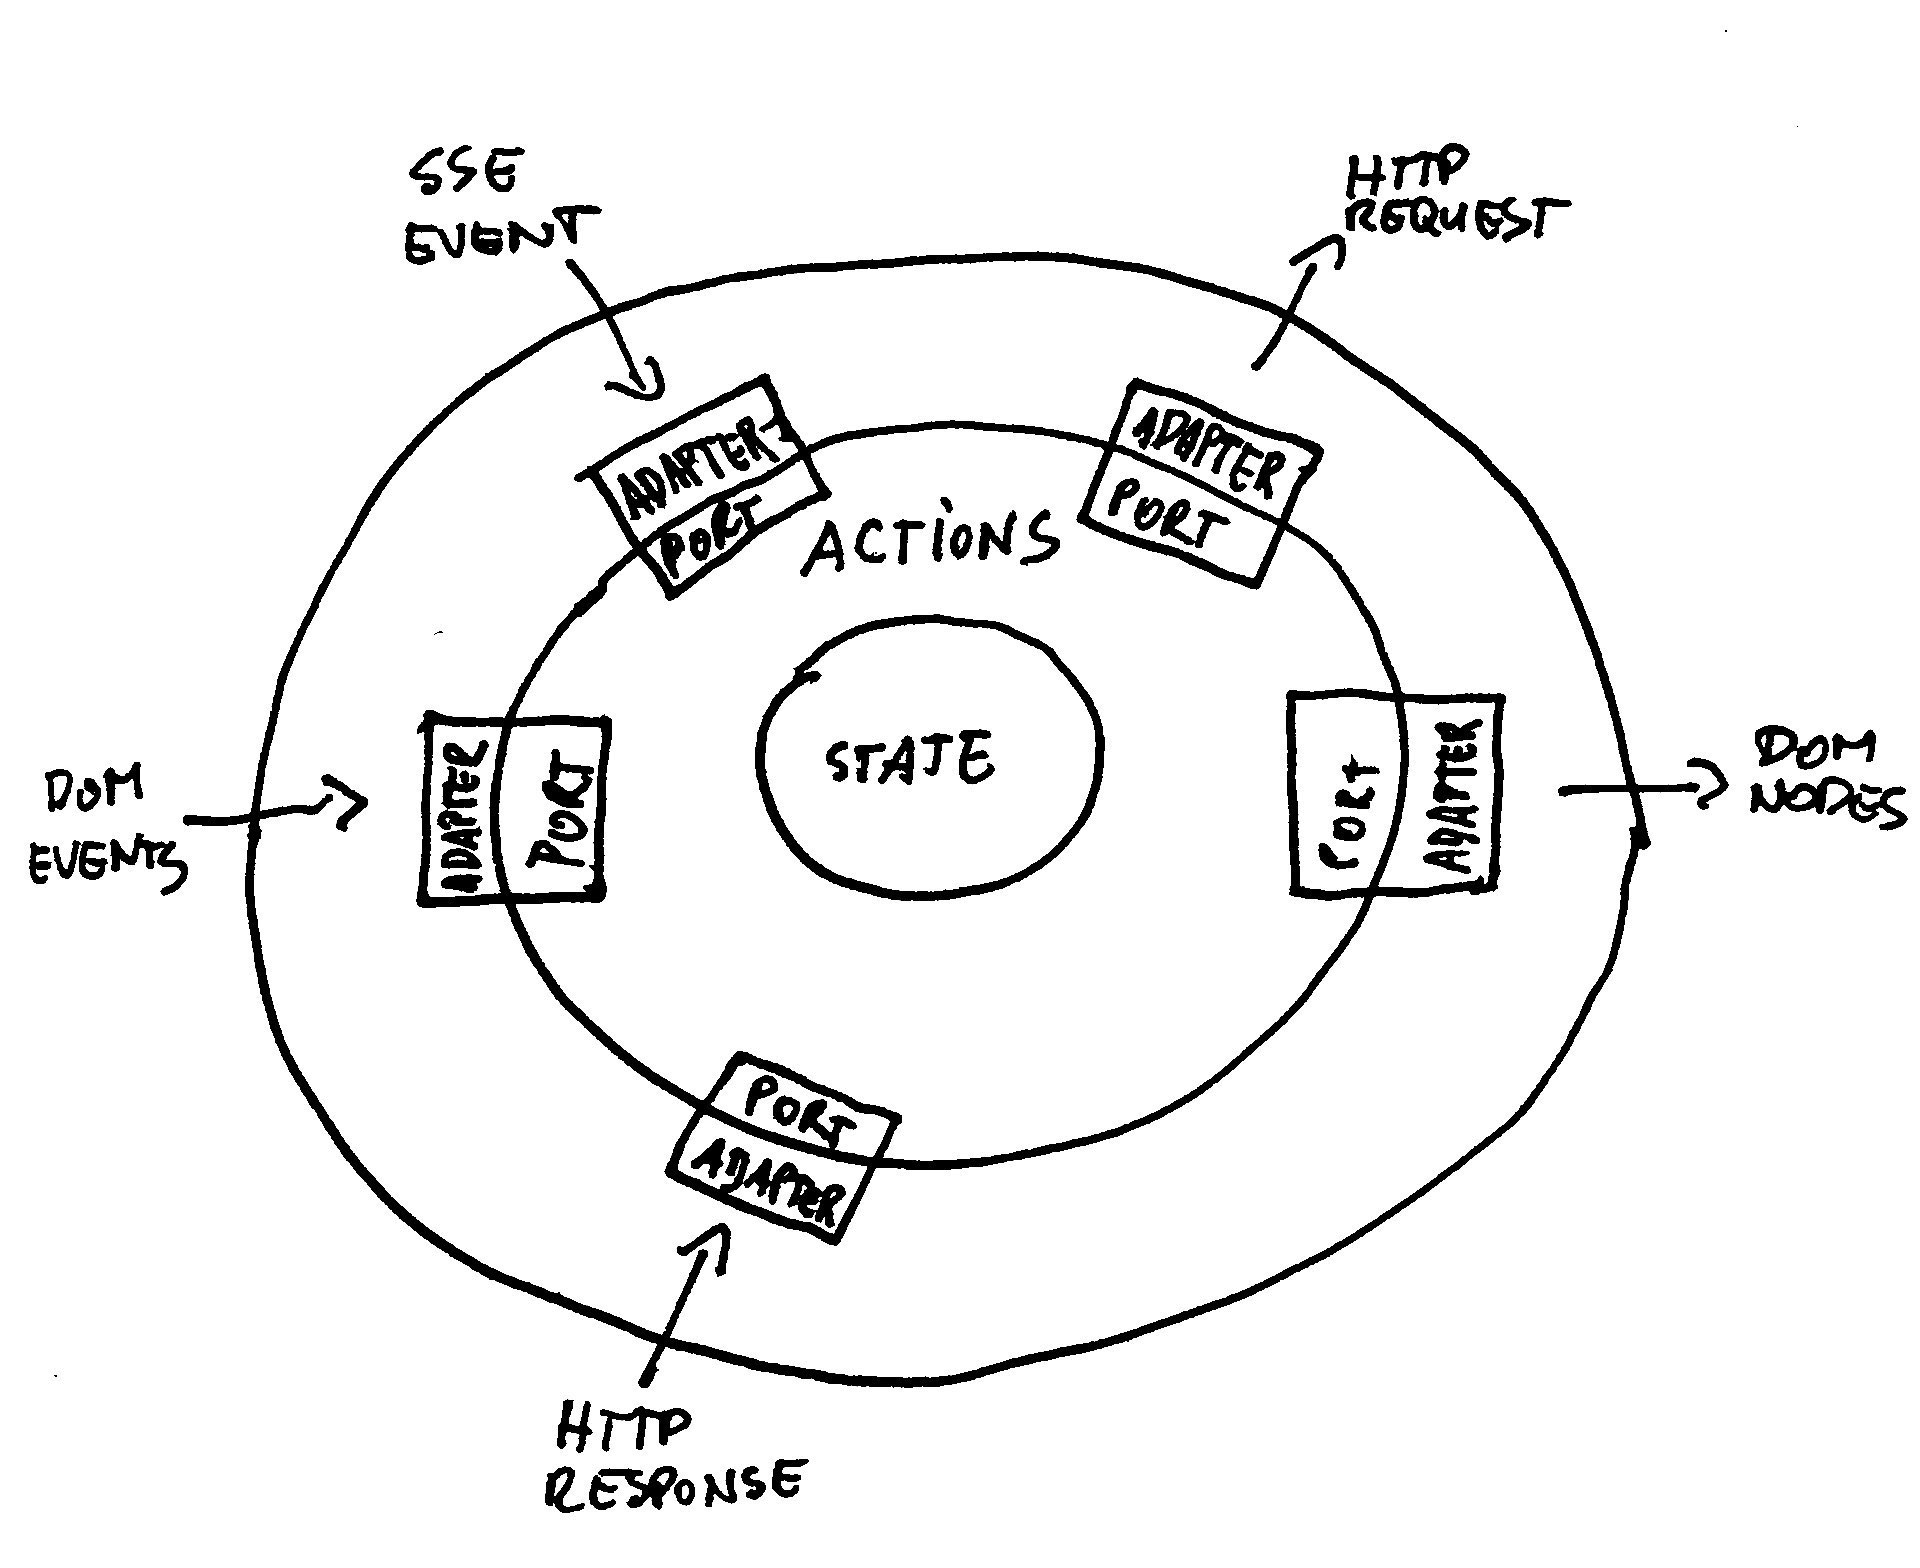 SSE
EVENT
HTTP
REQUEST
ADAPTER
PORT
ADAPTER
PORT
ACTIONS
STATE
DOM
EVENTS
ADAPTER
PORT
PORT
ADAPTER
DOM
NODES
PORT
ADAPTER
HTTP
RESPONSE